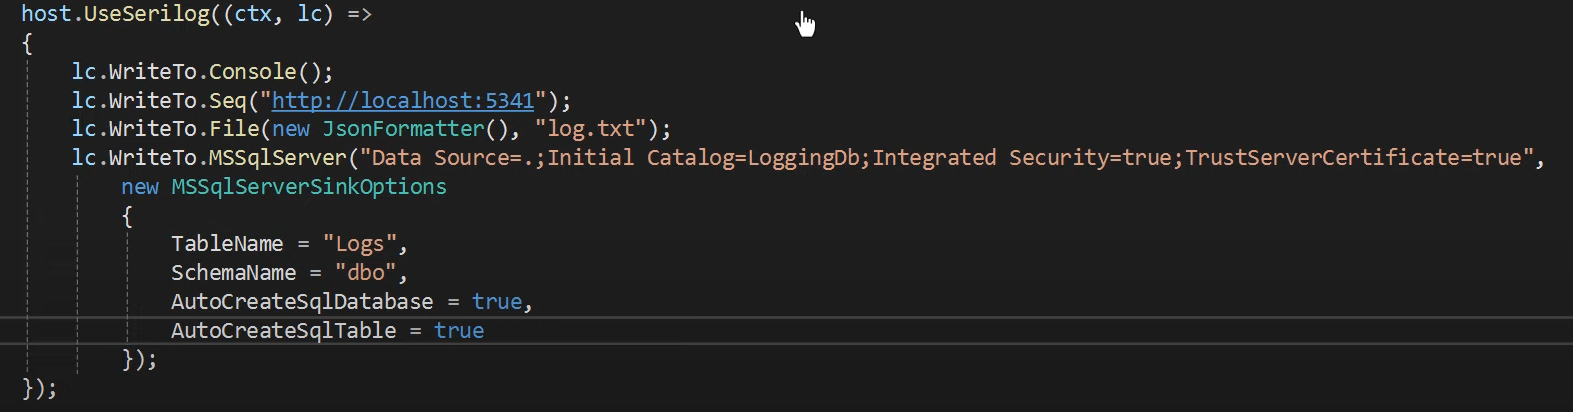 host.UseSerilog((ctx, lc) =>
{
lc.WriteTo.Console();
lc.WriteTo.Seq("http://localhost:5341");
lc.WriteTo.File(new JsonFormatter(), "log.txt");
lc.WriteTo.MSSqlServer("Data Source=.;Initial Catalog=LoggingDb;Integrated Security=true;TrustServerCertificate=true",
new MSSqlServerSinkOptions
{
TableName = "Logs",
SchemaName = "dbo",
AutoCreateSqlDatabase = true,
AutoCreateSqlTable = true
});
});